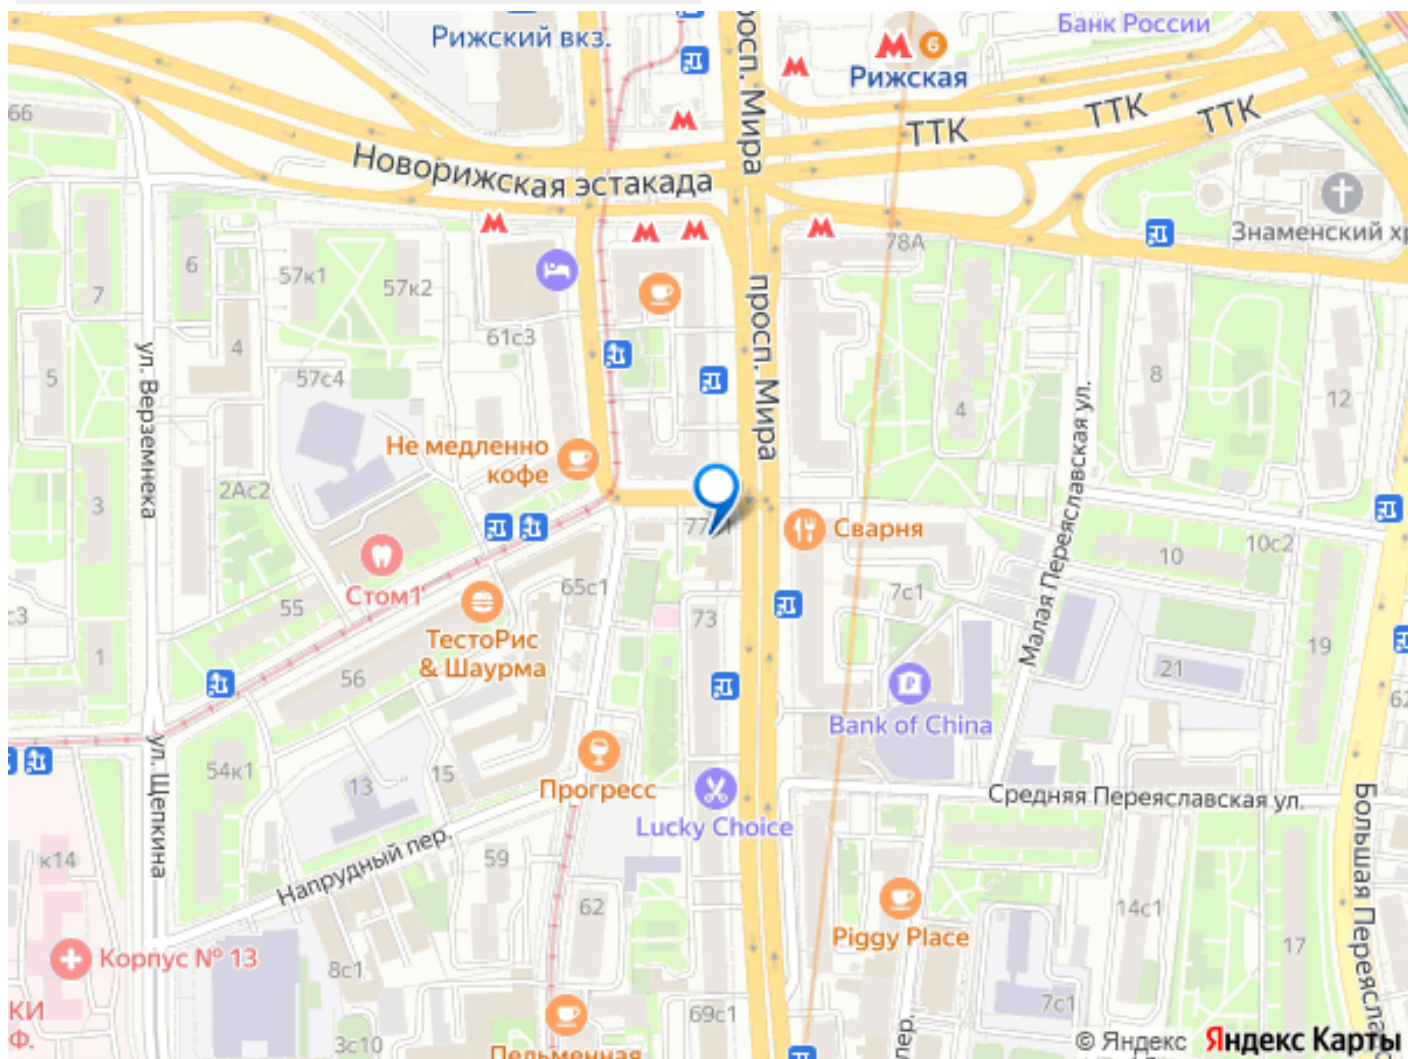 Рижский вкз.
Банк России
6
Рижская
просп. Мира
ТТК
ТТК
ТТК
Новорижская эстакада
66
Знаменский хр
78А
6
57к1
57к2
7
61с3
4
просп. Мира
5
57с4
8
12
4
ул. Верземнека
Не медленно
кофе
2Ас2
3
Сварня
Малая Переяславская ул.
10
10с2
Стом1
65с1
7с1
55
73
ТестоРис
& Шаурма
1
56
19
21
Bank of China
ул. Щепкина
54к1
13
15
Прогресс
Средняя Переяславская ул.
Lucky Choice
Напрудный пер.
к14
59
62
14с1
Piggy Place
17
Большая Переясла
Корпус № 13
8с1
КИ
Ф.
69с1
7с1
3с10
Пельменная
пер.
© Яндекс Яндекс Карты